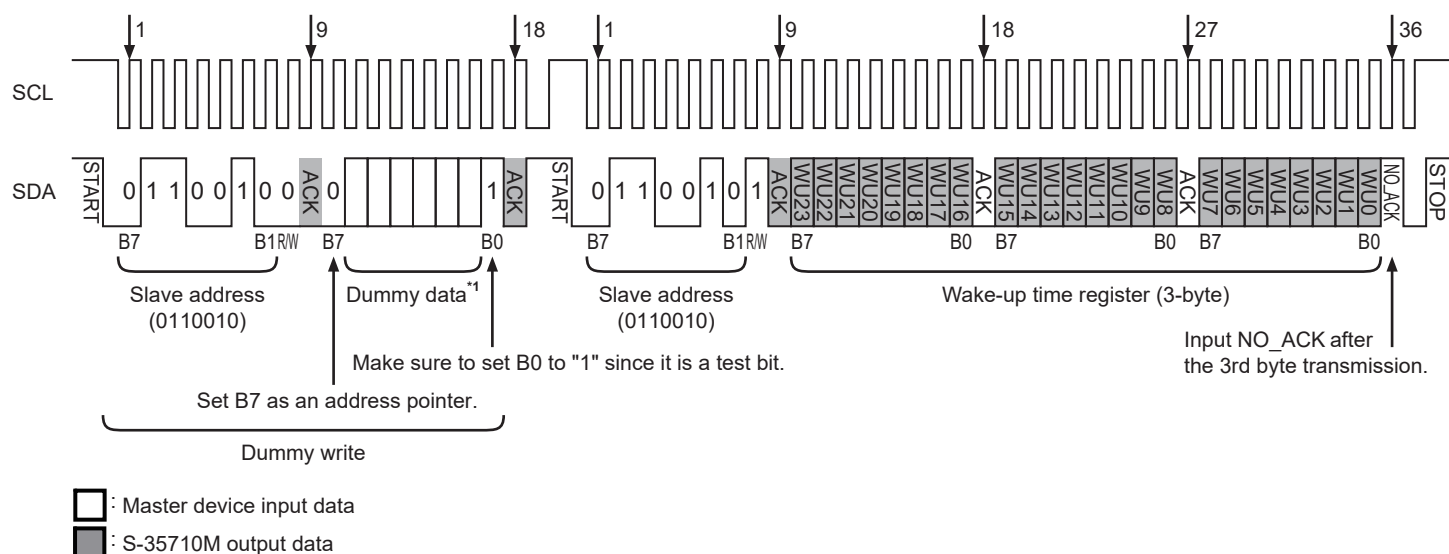 1 9 18 1 9 18 27 36
SCL
SDA START 0 1 1 0 0 1 0 0 ACK 0 1 ACK START 0 1 1 0 0 1 0 1 ACK WU23 WU22 WU21 WU20 WU19 WU18 WU17 WU16 ACK WU15 WU14 WU13 WU12 WU11 WU10 WU9 WU8 ACK WU7 WU6 WU5 WU4 WU3 WU2 WU1 WU0 NO_ACK STOP
B7 B1 R/W B7 B0 B7 B1 R/W B7 B0 B7 B0 B7 B0
Slave address Dummy data*1 Slave address Wake-up time register (3-byte)
(0110010) (0110010)
Input NO_ACK after
the 3rd byte transmission.
Make sure to set B0 to "1" since it is a test bit.
Set B7 as an address pointer.
Dummy write
: Master device input data
: S-35710M output data